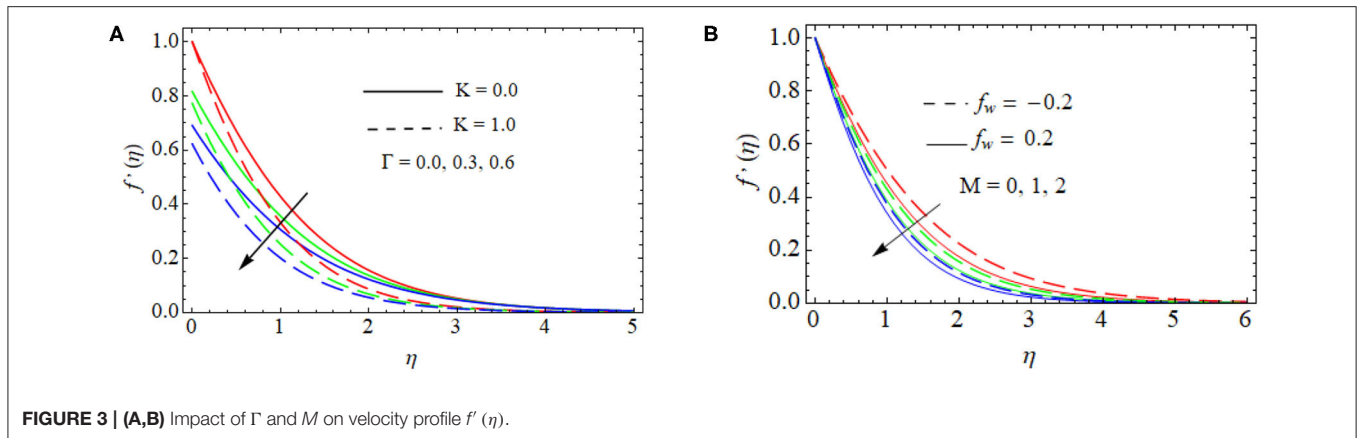 A
1.0
0.8
0.6
0.4
0.2
0.0
f'(η)
K = 0.0
K = 1.0
Γ = 0.0, 0.3, 0.6
0 1 2 3 4 5
η
B
1.0
0.8
0.6
0.4
0.2
0.0
f'(η)
f_w = −0.2
f_w = 0.2
M = 0, 1, 2
0 1 2 3 4 5 6
η
FIGURE 3 | (A,B) Impact of Γ and M on velocity profile f′ (η).